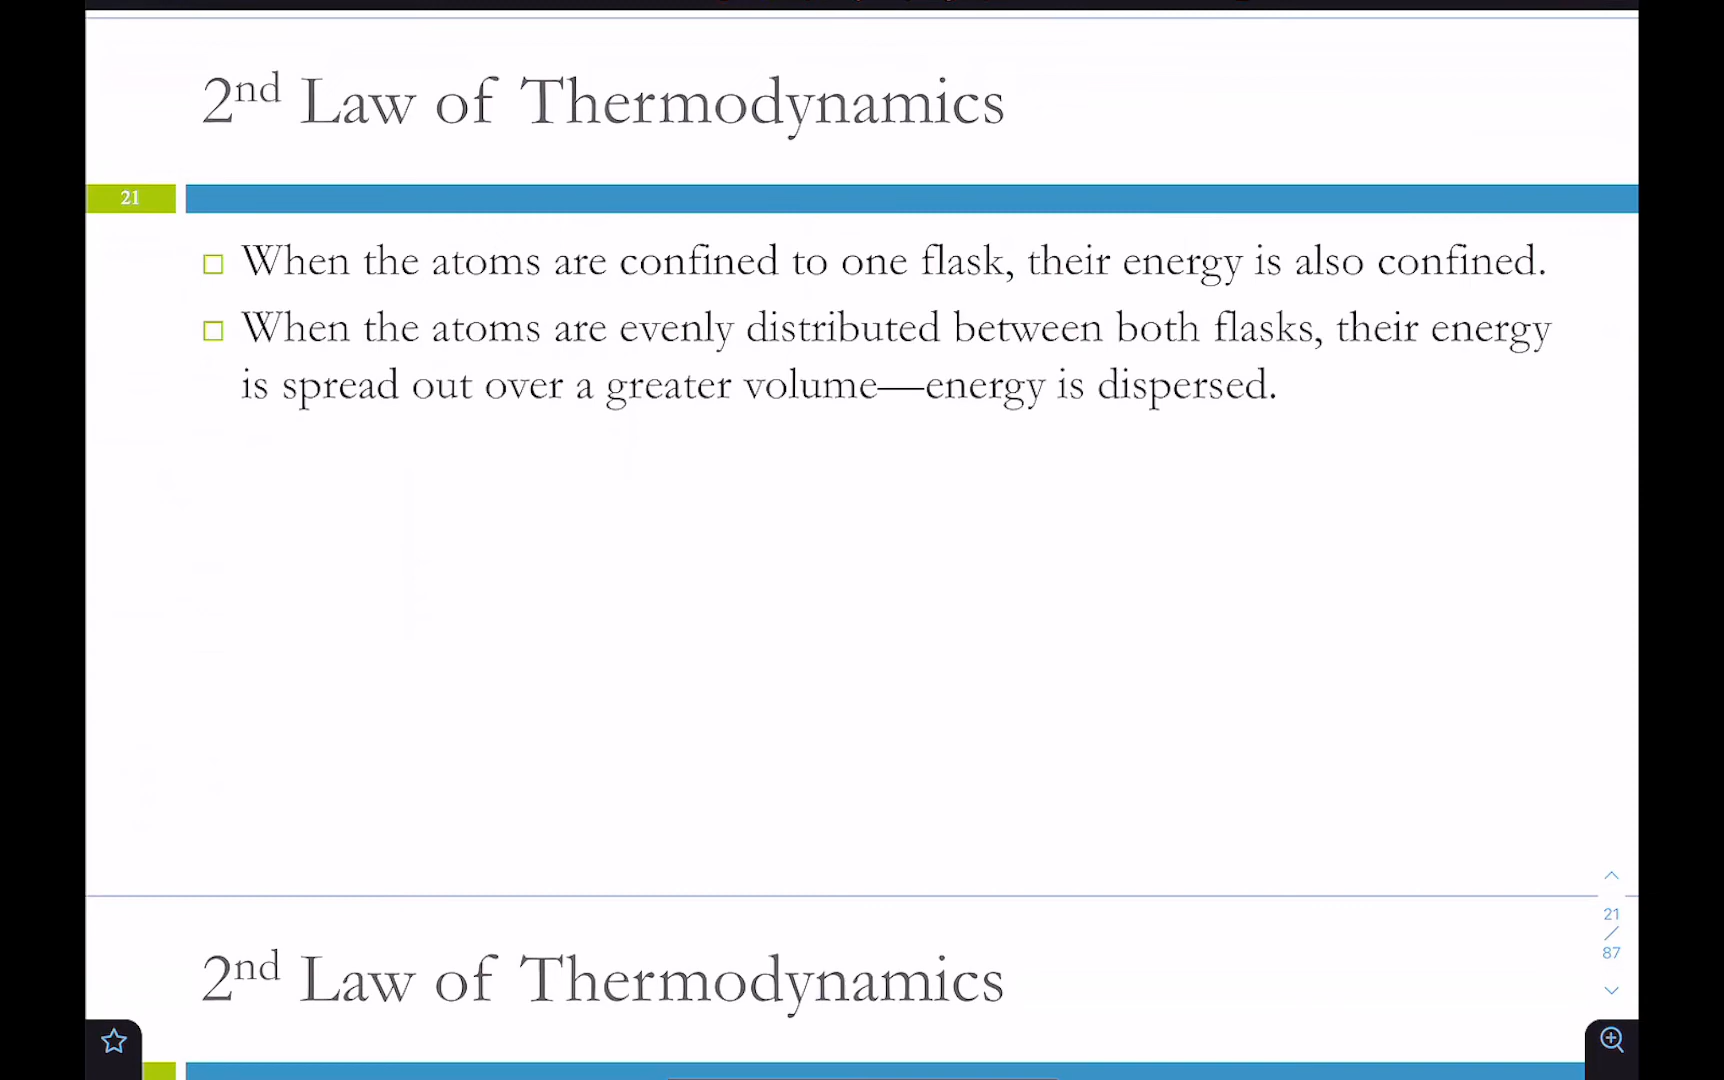 2nd Law of Thermodynamics
21
When the atoms are confined to one flask, their energy is also confined.
When the atoms are evenly distributed between both flasks, their energy
is spread out over a greater volume—energy is dispersed.
21
/
87
2nd Law of Thermodynamics